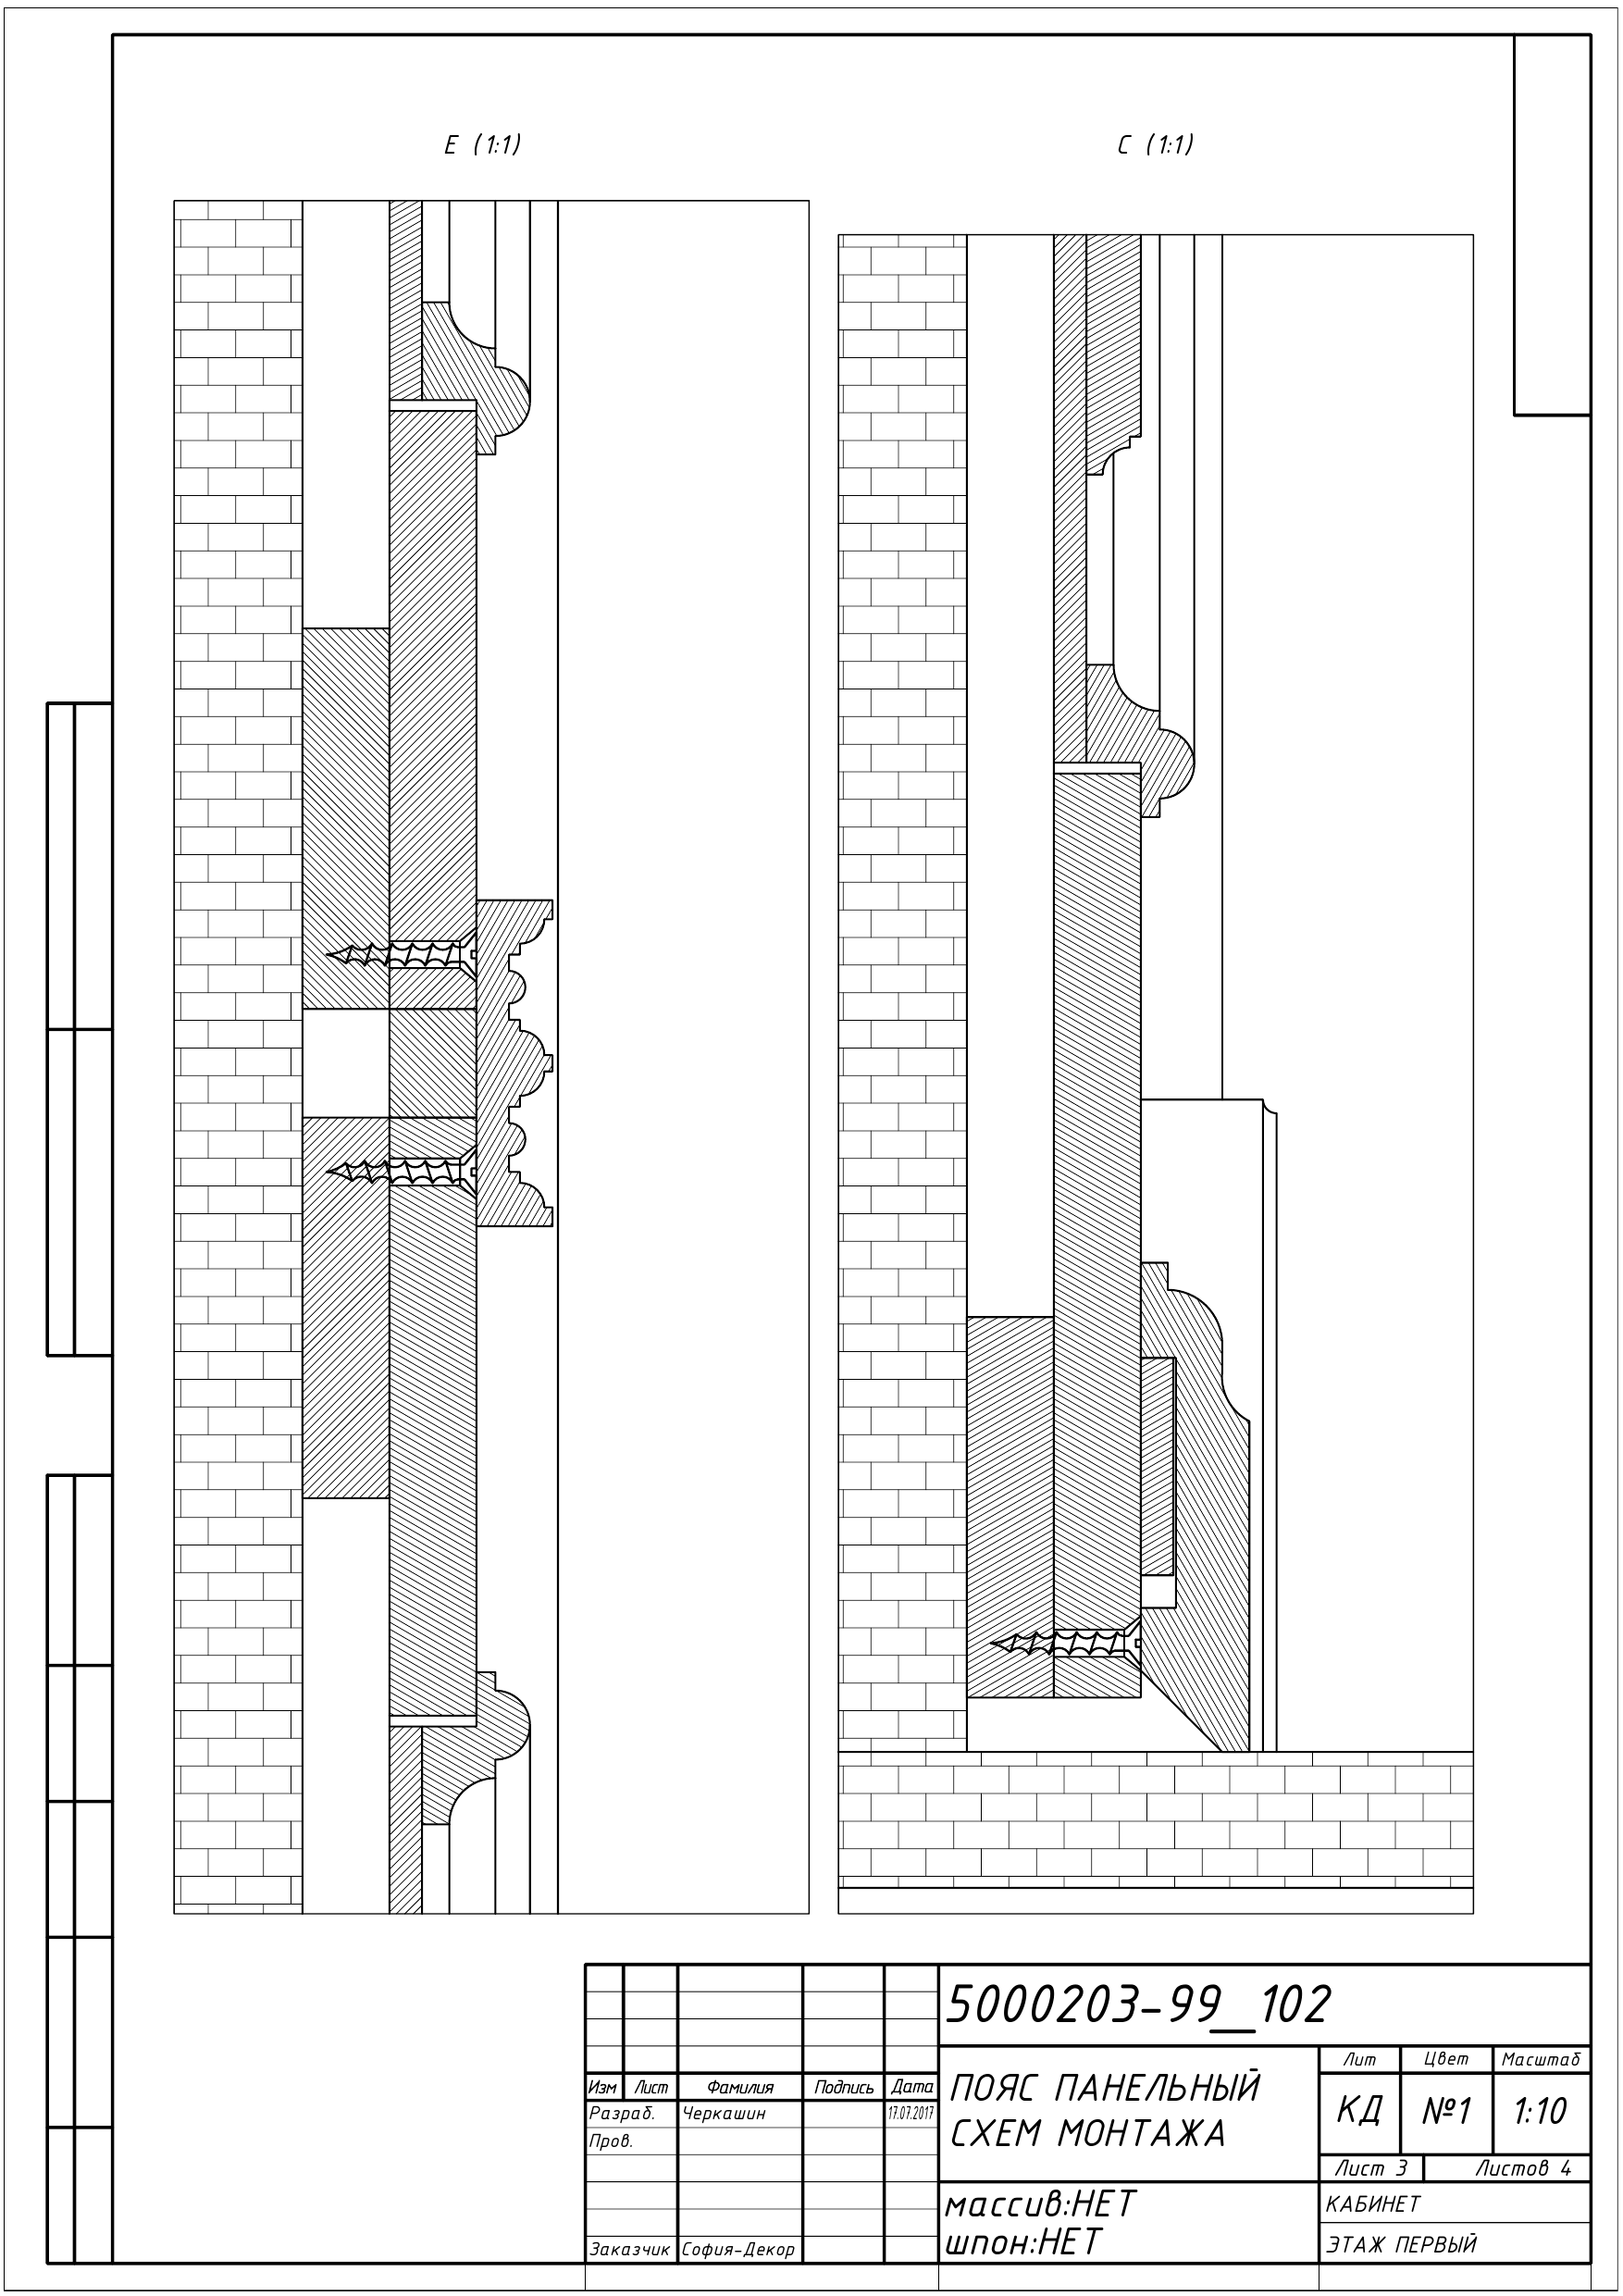 E (1:1)
C (1:1)
5000203-99__102
Изм Лист Фамилия Подпись Дата
Разраб. Черкашин 17.07.2017
Пров.
Заказчик София-Декор
ПОЯС ПАНЕЛЬНЫЙ
СХЕМ МОНТАЖА
Лит Цвет Масштаб
КД №1 1:10
Лист 3 Листов 4
массив:НЕТ
шпон:НЕТ
КАБИНЕТ
ЭТАЖ ПЕРВЫЙ